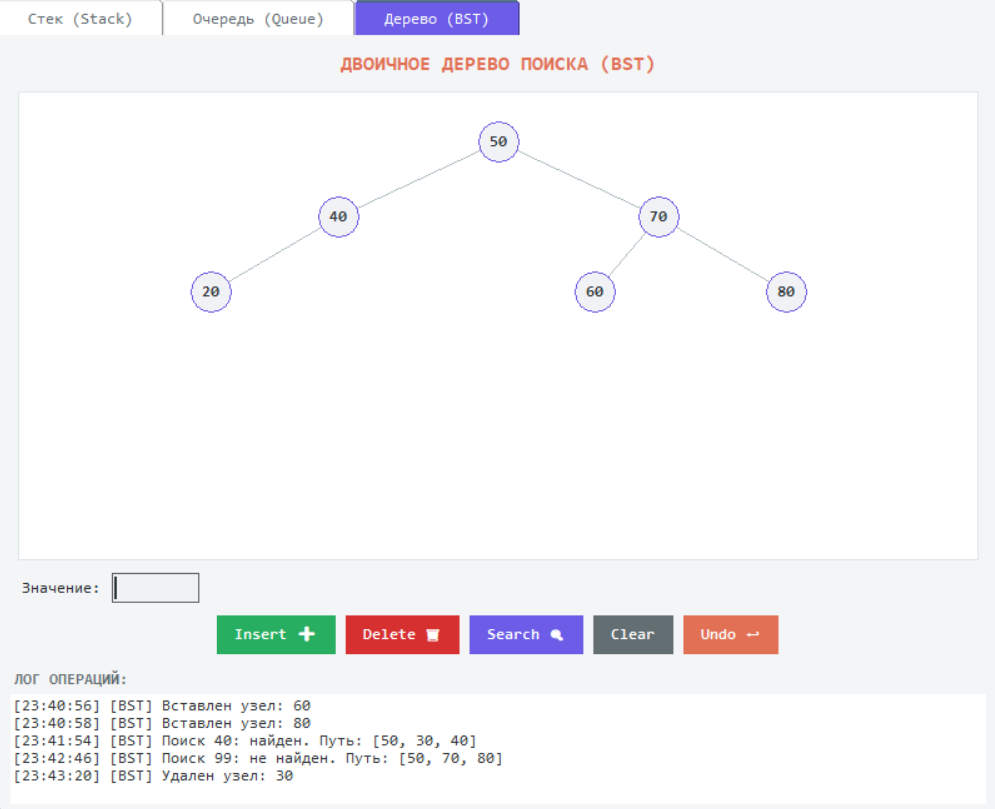 Стек (Stack) Очередь (Queue) Дерево (BST)
ДВОИЧНОЕ ДЕРЕВО ПОИСКА (BST)
50
40 70
20 60 80
Значение:
Insert Delete Search Clear Undo
ЛОГ ОПЕРАЦИЙ:
[23:40:56] [BST] Вставлен узел: 60
[23:40:58] [BST] Вставлен узел: 80
[23:41:54] [BST] Поиск 40: найден. Путь: [50, 30, 40]
[23:42:46] [BST] Поиск 99: не найден. Путь: [50, 70, 80]
[23:43:20] [BST] Удален узел: 30